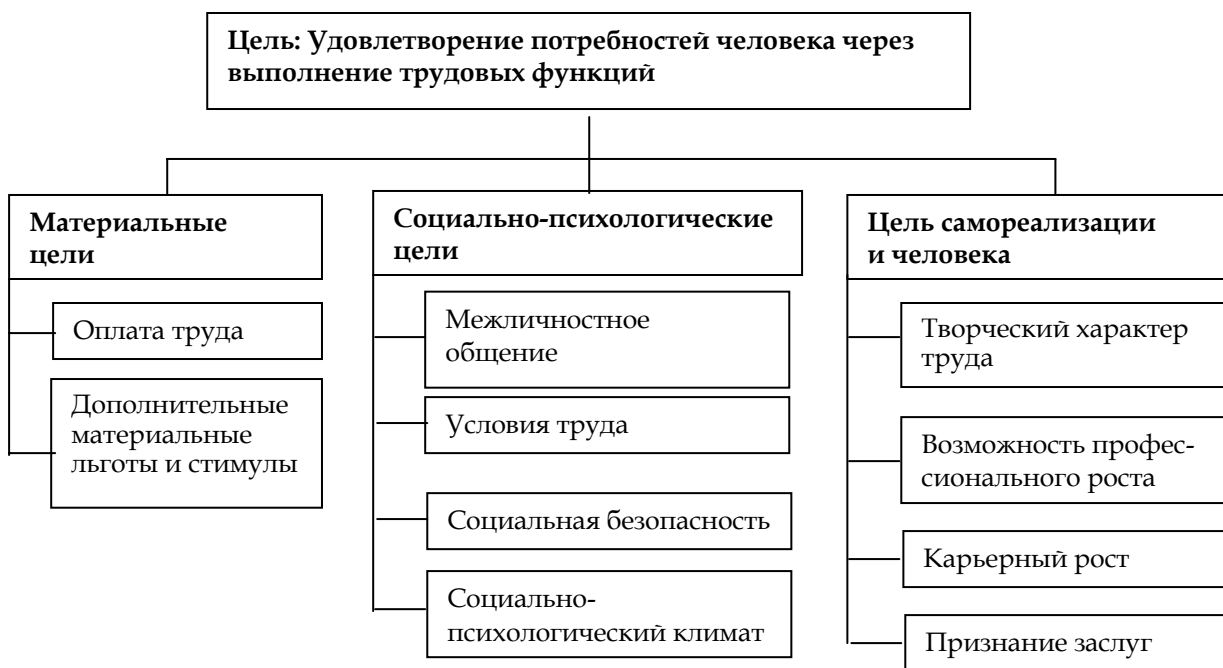 Цель: Удовлетворение потребностей человека через
выполнение трудовых функций
Материальные
цели
Оплата труда
Дополнительные
материальные
льготы и стимулы
Социально-психологические
цели
Межличностное
общение
Условия труда
Социальная безопасность
Социально-
психологический климат
Цель самореализации
и человека
Творческий характер
труда
Возможность профес-
сионального роста
Карьерный рост
Признание заслуг